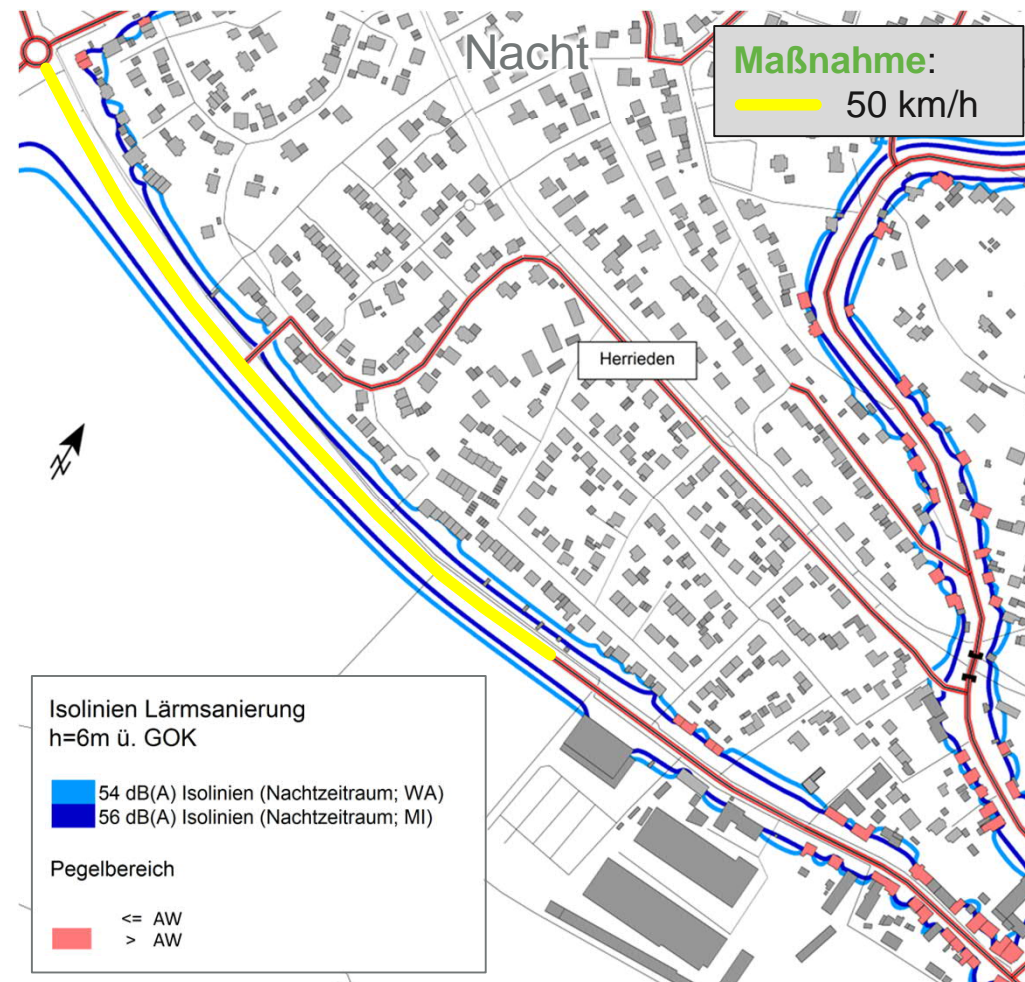 Nacht
Maßnahme:
50 km/h
Herrieden
N
Isolinien Lärmsanierung
h=6m ü. GOK
54 dB(A) Isolinien (Nachtzeitraum; WA)
56 dB(A) Isolinien (Nachtzeitraum; MI)
Pegelbereich
<= AW
> AW